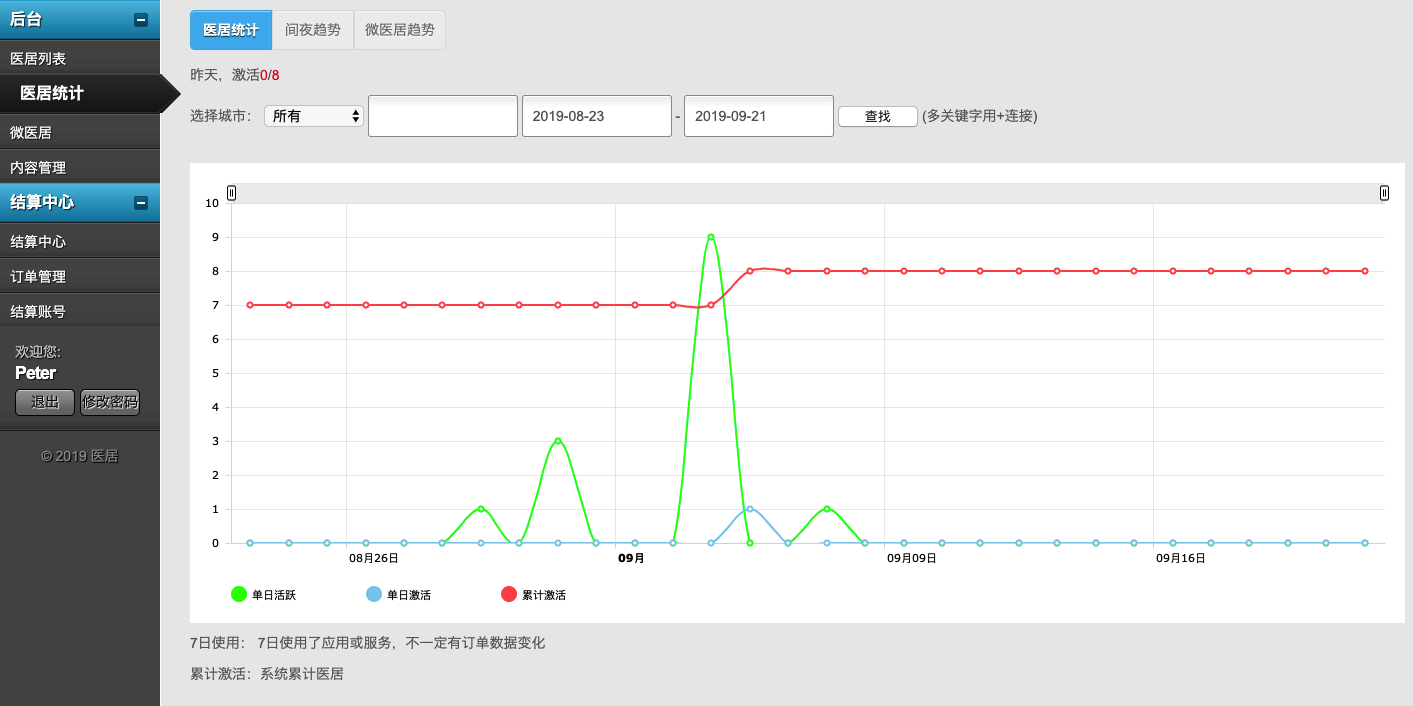 后台
医居列表
医居统计
微医居
内容管理
结算中心
结算中心
订单管理
结算账号
欢迎您:
Peter
退出 修改密码
© 2019 医居
医居统计 间夜趋势 微医居趋势
昨天，激活0/8
选择城市： 所有 2019-08-23 - 2019-09-21 查找 (多关键字用+连接)
10
9
8
7
6
5
4
3
2
1
0
08月26日 09月 09月09日 09月16日
单日活跃 单日激活 累计激活
7日使用： 7日使用了应用或服务，不一定有订单数据变化
累计激活：系统累计医居